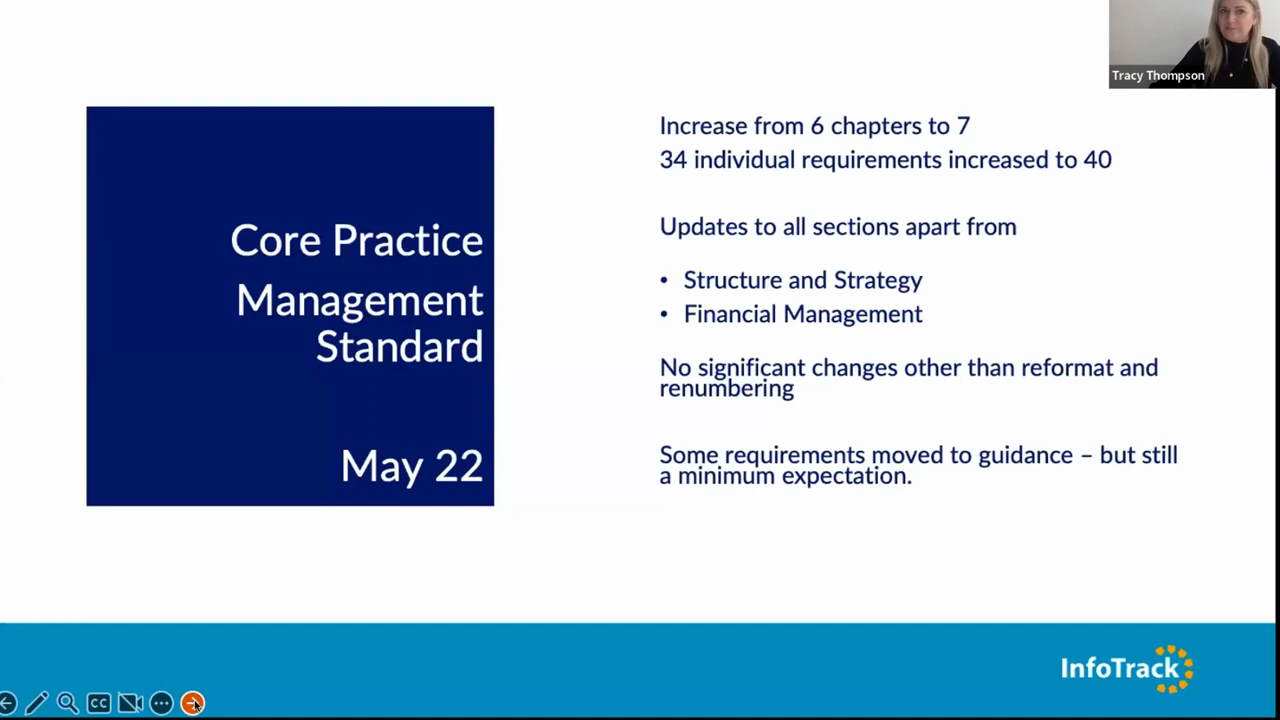 Tracy Thompson
Core Practice
Management
Standard
May 22
Increase from 6 chapters to 7
34 individual requirements increased to 40
Updates to all sections apart from
• Structure and Strategy
• Financial Management
No significant changes other than reformat and
renumbering
Some requirements moved to guidance – but still
a minimum expectation.
InfoTrack
CC